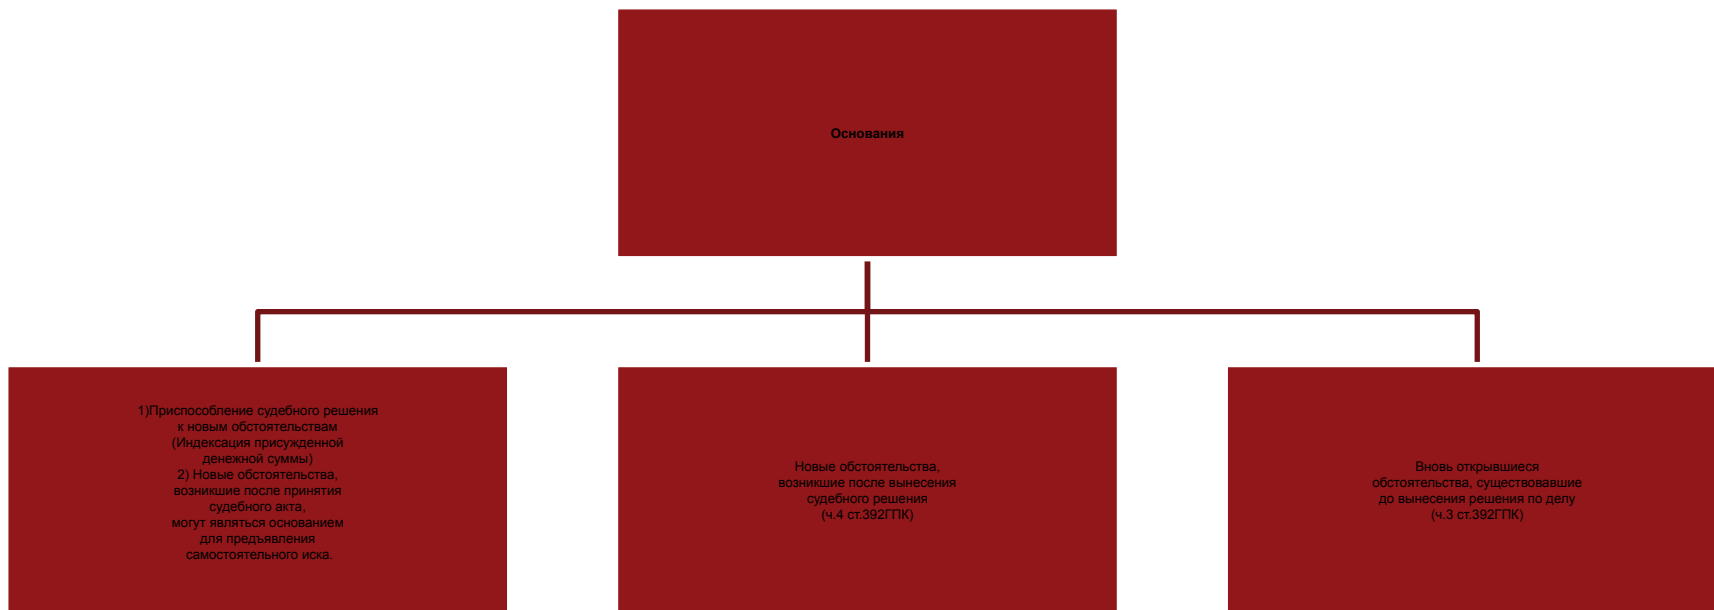 Основания
1)Приспособление судебного решения
к новым обстоятельствам
(Индексация присужденной
денежной суммы)
2) Новые обстоятельства,
возникшие после принятия
судебного акта,
могут являться основанием
для предъявления
самостоятельного иска.
Новые обстоятельства,
возникшие после вынесения
судебного решения
(ч.4 ст.392ГПК)
Вновь открывшиеся
обстоятельства, существовавшие
до вынесения решения по делу
(ч.3 ст.392ГПК)